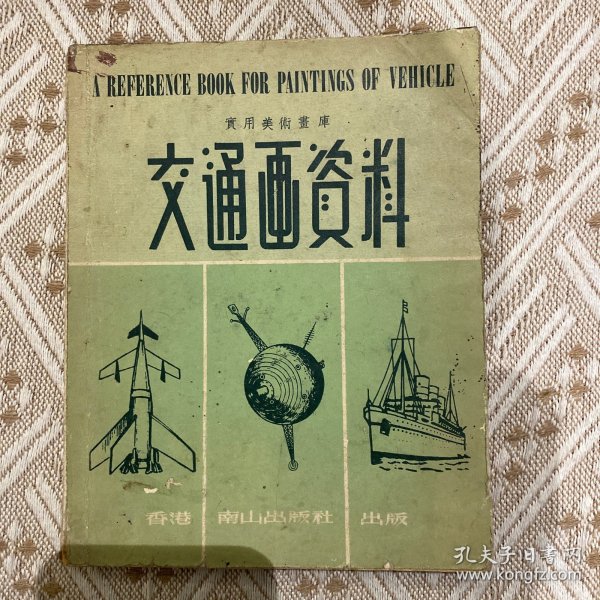 A REFERENCE BOOK FOR PAINTINGS OF VEHICLE
實用美術畫庫
交通画資料
香港 南山出版社 出版
孔夫子旧书网
www.kongfz.com